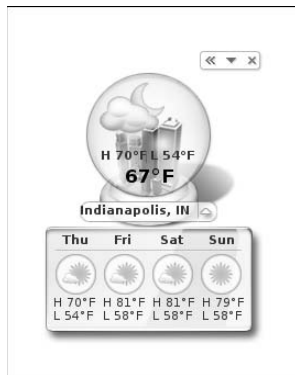 H 70°F L 54°F
67°F
Indianapolis, IN
Thu Fri Sat Sun
H 70°F H 81°F H 81°F H 79°F
L 54°F L 58°F L 58°F L 58°F